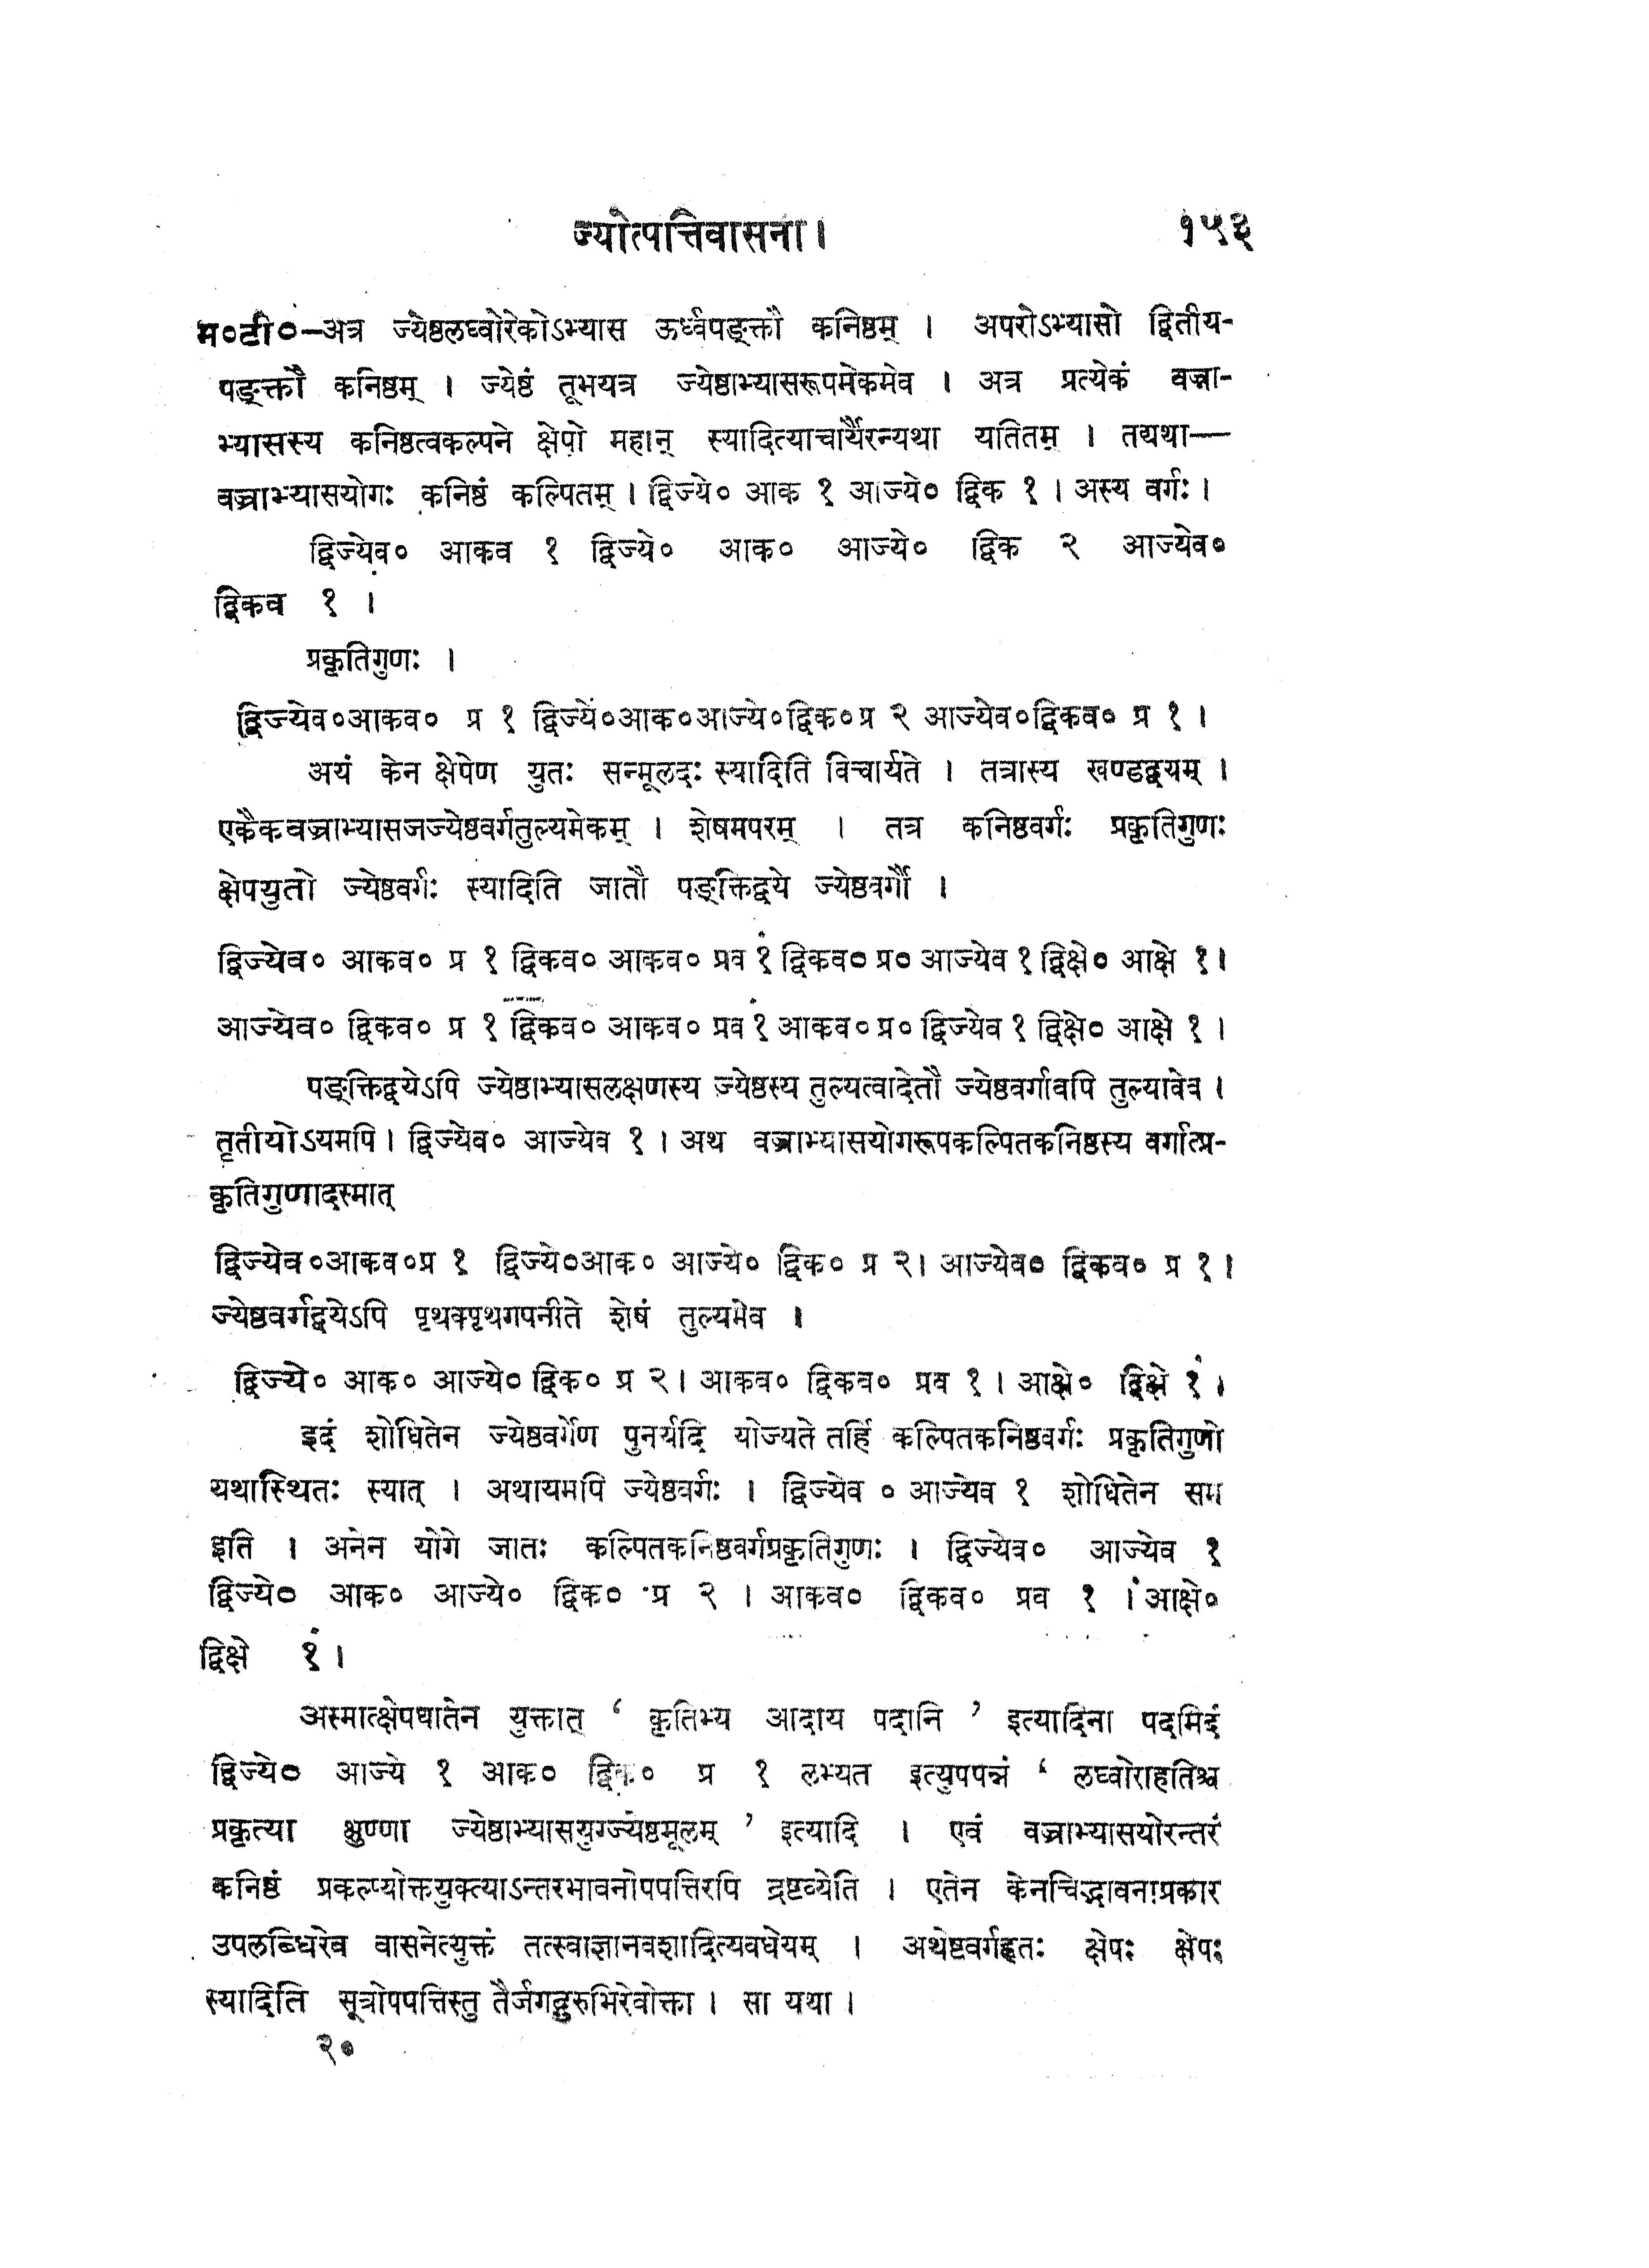 ज्योत्पत्तिवासना। १५३
म०टी०—अत्र ज्येष्ठलघ्वोरेकोऽभ्यास ऊर्ध्वपङ्क्तौ कनिष्ठम् । अपरोऽभ्यासो द्वितीय-
पङ्क्तौ कनिष्ठम् । ज्येष्ठं तूभयत्र ज्येष्ठाभ्यासरूपमेकमेव । अत्र प्रत्येकं वज्रा-
भ्यासस्य कनिष्ठत्वकल्पने क्षेपो महान् स्यादित्याचार्यैरन्यथा यतितम् । तद्यथा—
वज्राभ्यासयोगः कनिष्ठं कल्पितम् । द्विज्ये० आक १ आज्ये० द्विक १ । अस्य वर्गः ।
द्विज्येव० आकव १ द्विज्ये० आक० आज्ये० द्विक २ आज्येव०
द्विकव १ ।
प्रकृतिगुणः ।
द्विज्येव०आकव० प्र १ द्विज्ये०आक०आज्ये०द्विक०प्र २ आज्येव०द्विकव० प्र १ ।
अयं केन क्षेपेण युतः सन्मूलदः स्यादिति विचार्यते । तत्रास्य खण्डद्वयम् ।
एकैकवज्राभ्यासजज्येष्ठवर्गतुल्यमेकम् । शेषमपरम् । तत्र कनिष्ठवर्गः प्रकृतिगुणः
क्षेपयुतो ज्येष्ठवर्गः स्यादिति जातौ पङ्क्तिद्वये ज्येष्ठवर्गौ ।
द्विज्येव० आकव० प्र १ द्विकव० आकव० प्रव १ं द्विकव० प्र० आज्येव १ द्विक्षे० आक्षे १।
आज्येव० द्विकव० प्र १ द्विकव० आकव० प्रव १ं आकव० प्र० द्विज्येव १ द्विक्षे० आक्षे १ ।
पङ्क्तिद्वयेऽपि ज्येष्ठाभ्यासलक्षणस्य ज्येष्ठस्य तुल्यत्वादेतौ ज्येष्ठवर्गावपि तुल्यावेव ।
तृतीयोऽयमपि । द्विज्येव० आज्येव १ । अथ वज्राभ्यासयोगरूपकल्पितकनिष्ठस्य वर्गात्प्र-
कृतिगुणादस्मात्
द्विज्येव०आकव०प्र १ द्विज्ये०आक० आज्ये० द्विक० प्र २। आज्येव० द्विकव० प्र १।
ज्येष्ठवर्गद्वयेऽपि पृथक्पृथगपनीते शेषं तुल्यमेव ।
द्विज्ये० आक० आज्ये० द्विक० प्र २। आकव० द्विकव० प्रव १ । आक्षे० द्विक्षे १ं ।
इदं शोधितेन ज्येष्ठवर्गेण पुनर्यदि योज्यते तर्हि कल्पितकनिष्ठवर्गः प्रकृतिगुणो
यथास्थितः स्यात् । अथायमपि ज्येष्ठवर्गः । द्विज्येव ० आज्येव १ शोधितेन सम
इति । अनेन योगे जातः कल्पितकनिष्ठवर्गप्रकृतिगुणः । द्विज्येव० आज्येव १
द्विज्ये० आक० आज्ये० द्विक० प्र २ । आकव० द्विकव० प्रव १ । आक्षे०
द्विक्षे १ं ।
अस्मात्क्षेपघातेन युक्तात् ‘ कृतिभ्य आदाय पदानि ’ इत्यादिना पदमिदं
द्विज्ये० आज्ये १ आक० द्विक० प्र १ लभ्यत इत्युपपन्नं ‘ लघ्वोराहतिश्च
प्रकृत्या क्षुण्णा ज्येष्ठाभ्यासयुग्ज्येष्ठमूलम् ’ इत्यादि । एवं वज्राभ्यासयोरन्तरं
कनिष्ठं प्रकल्प्योक्तयुक्त्याऽन्तरभावनोपपत्तिरपि द्रष्टव्येति । एतेन केनचिद्भावनाप्रकार
उपलब्धिरेव वासनेत्युक्तं तत्स्वाज्ञानवशादित्यवधेयम् । अथेष्टवर्गहृतः क्षेपः क्षेपः
स्यादिति सूत्रोपपत्तिस्तु तैर्जगद्गुरुभिरेवोक्ता । सा यथा ।
२०